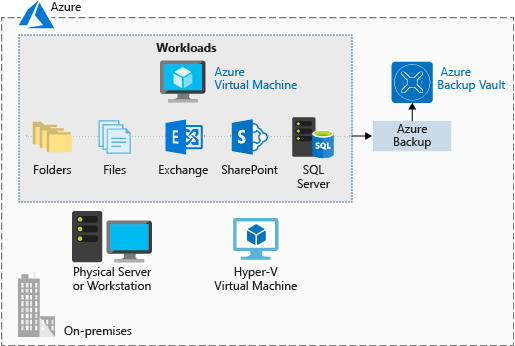 Azure
Workloads
Azure
Virtual Machine
Azure
Backup Vault
Azure
Backup
Folders
Files
Exchange
SharePoint
SQL
Server
SQL
E
S
Physical Server
or Workstation
Hyper-V
Virtual Machine
On-premises